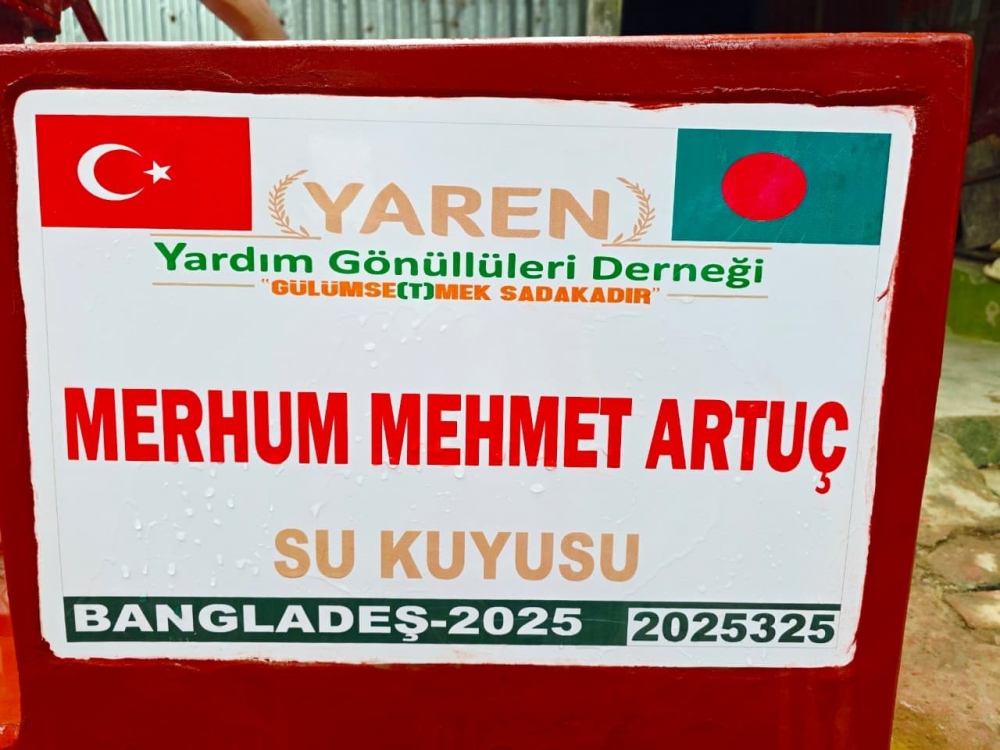 YAREN
Yardım Gönüllüleri Derneği
"GÜLÜMSE(T)MEK SADAKADIR"
MERHUM MEHMET ARTUÇ
SU KUYUSU
BANGLADEŞ-2025 2025325